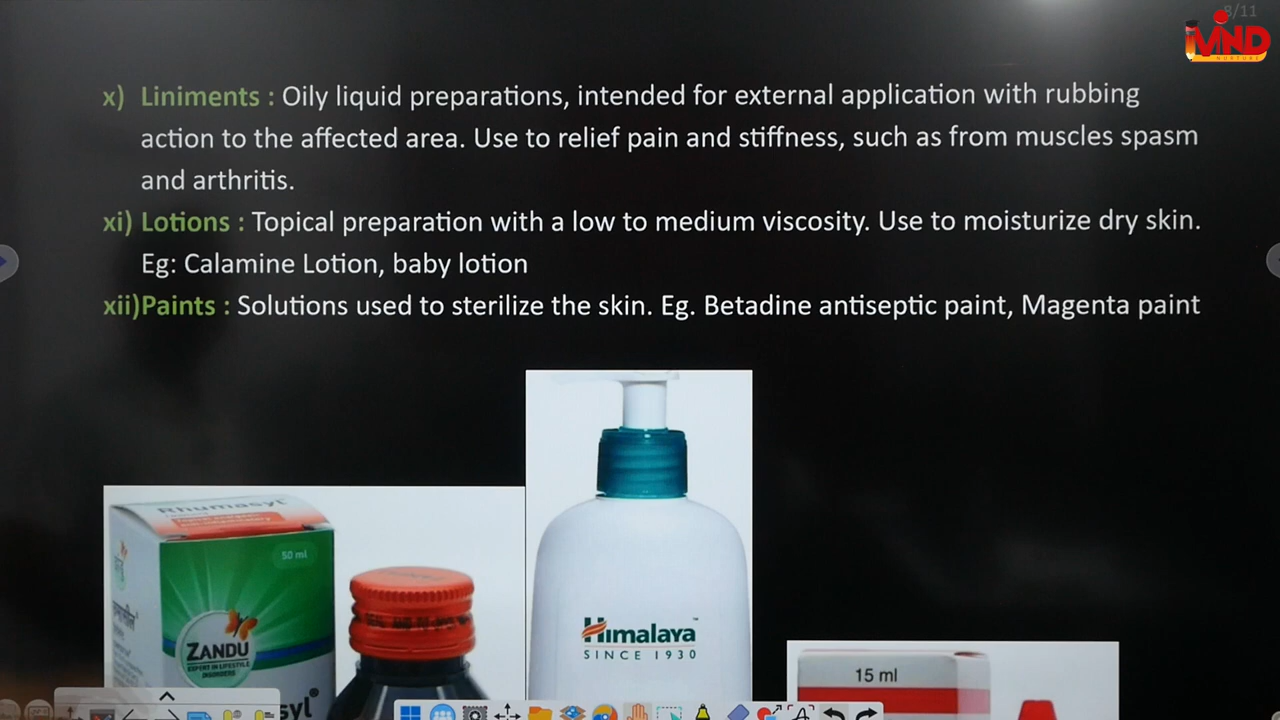 8/11
MIND
NURTURE
x) Liniments : Oily liquid preparations, intended for external application with rubbing
action to the affected area. Use to relief pain and stiffness, such as from muscles spasm
and arthritis.
xi) Lotions : Topical preparation with a low to medium viscosity. Use to moisturize dry skin.
Eg: Calamine Lotion, baby lotion
xii)Paints : Solutions used to sterilize the skin. Eg. Betadine antiseptic paint, Magenta paint
Rhumasyl
50 ml
ZANDU
EXPERT IN LIFESTYLE
DISORDERS
syl
Himalaya
SINCE 1930
15 ml